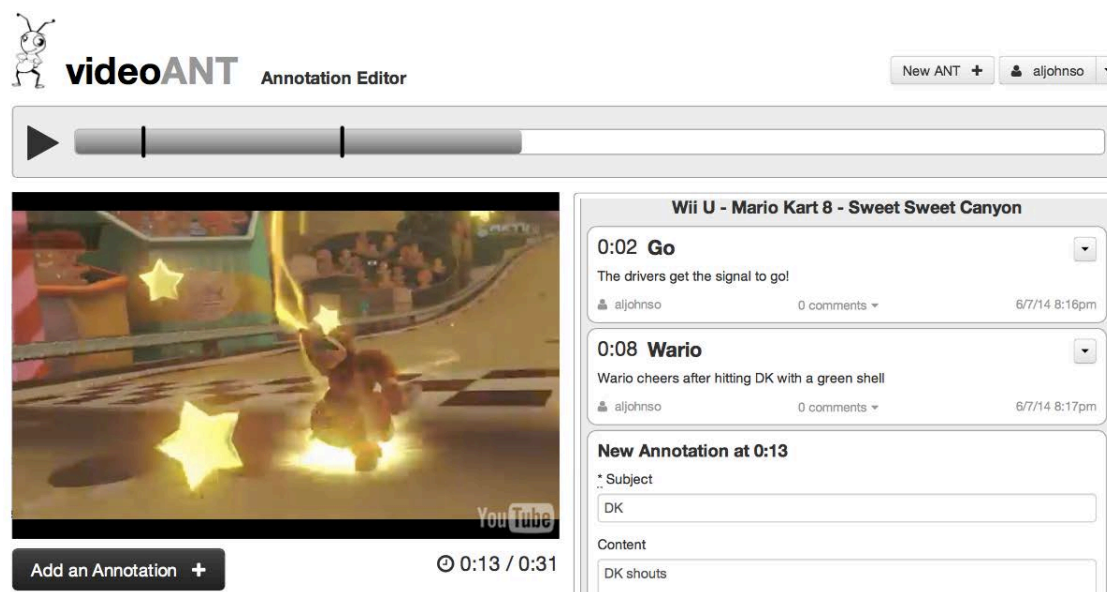 videoANT Annotation Editor
New ANT +
aljohnso
Wii U - Mario Kart 8 - Sweet Sweet Canyon
0:02 Go
The drivers get the signal to go!
aljohnso 0 comments 6/7/14 8:16pm
0:08 Wario
Wario cheers after hitting DK with a green shell
aljohnso 0 comments 6/7/14 8:17pm
New Annotation at 0:13
* Subject
DK
Content
DK shouts
YouTube
Add an Annotation +
0:13 / 0:31